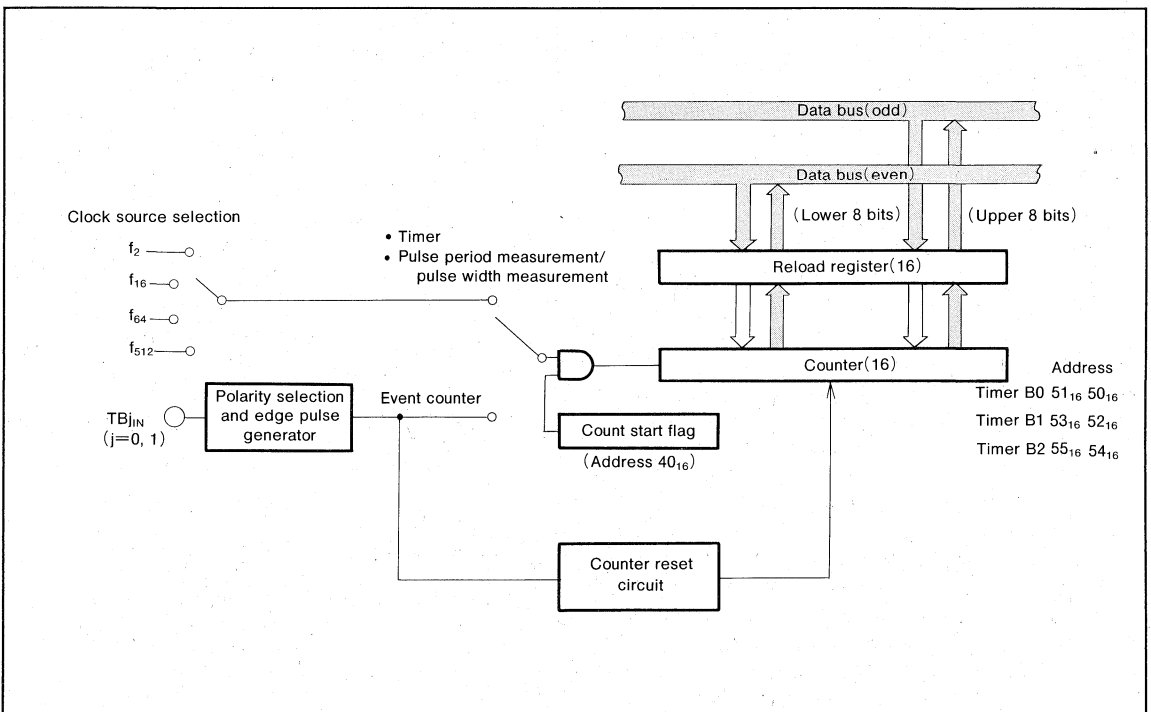 Data bus(odd)
Data bus(even)
(Lower 8 bits)
(Upper 8 bits)
Clock source selection
f₂
f₁₆
f₆₄
f₅₁₂
• Timer
• Pulse period measurement/
pulse width measurement
Reload register(16)
Counter(16)
Address
Timer B0 51₁₆ 50₁₆
Timer B1 53₁₆ 52₁₆
Timer B2 55₁₆ 54₁₆
TBjIN
(j=0, 1)
Polarity selection
and edge pulse
generator
Event counter
Count start flag
(Address 40₁₆)
Counter reset
circuit